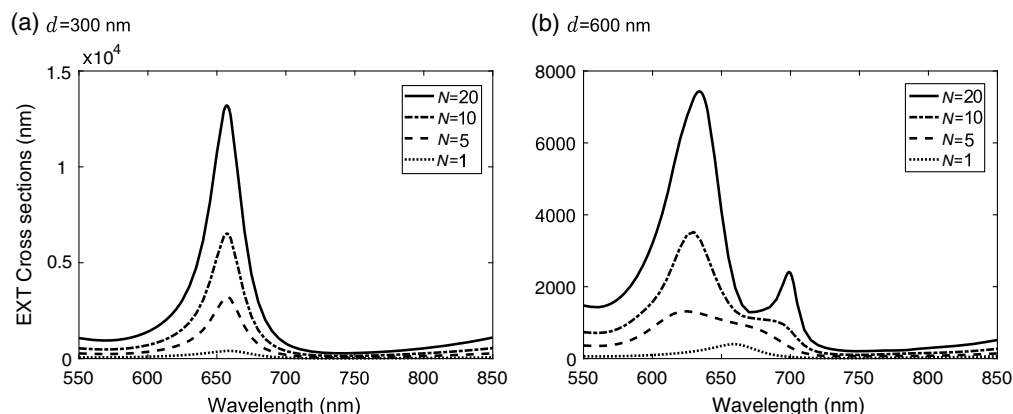 (a) d=300 nm
×10⁴
1.5
1
0.5
0
EXT Cross sections (nm)
550 600 650 700 750 800 850
Wavelength (nm)
N=20
N=10
N=5
N=1
(b) d=600 nm
8000
6000
4000
2000
0
550 600 650 700 750 800 850
Wavelength (nm)
N=20
N=10
N=5
N=1